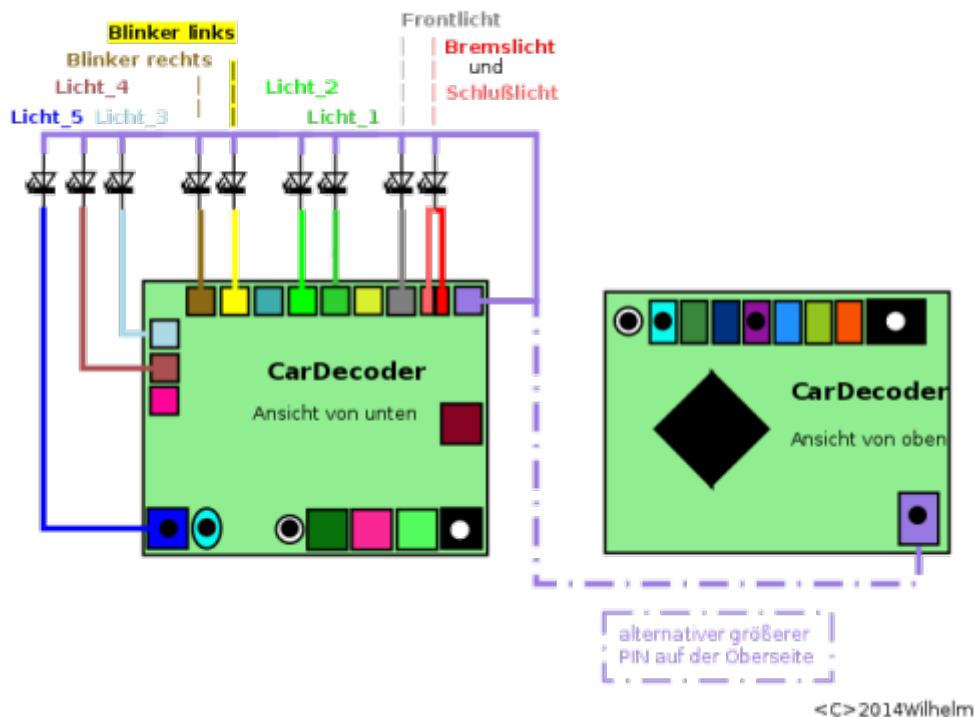 Frontlicht
Blinker links
Bremslicht
und
Schlußlicht
Blinker rechts
Licht_4
Licht_2
Licht_5
Licht_3
Licht_1
CarDecoder
Ansicht von unten
CarDecoder
Ansicht von oben
alternativer größerer
PIN auf der Oberseite
<C>2014Wilhelm